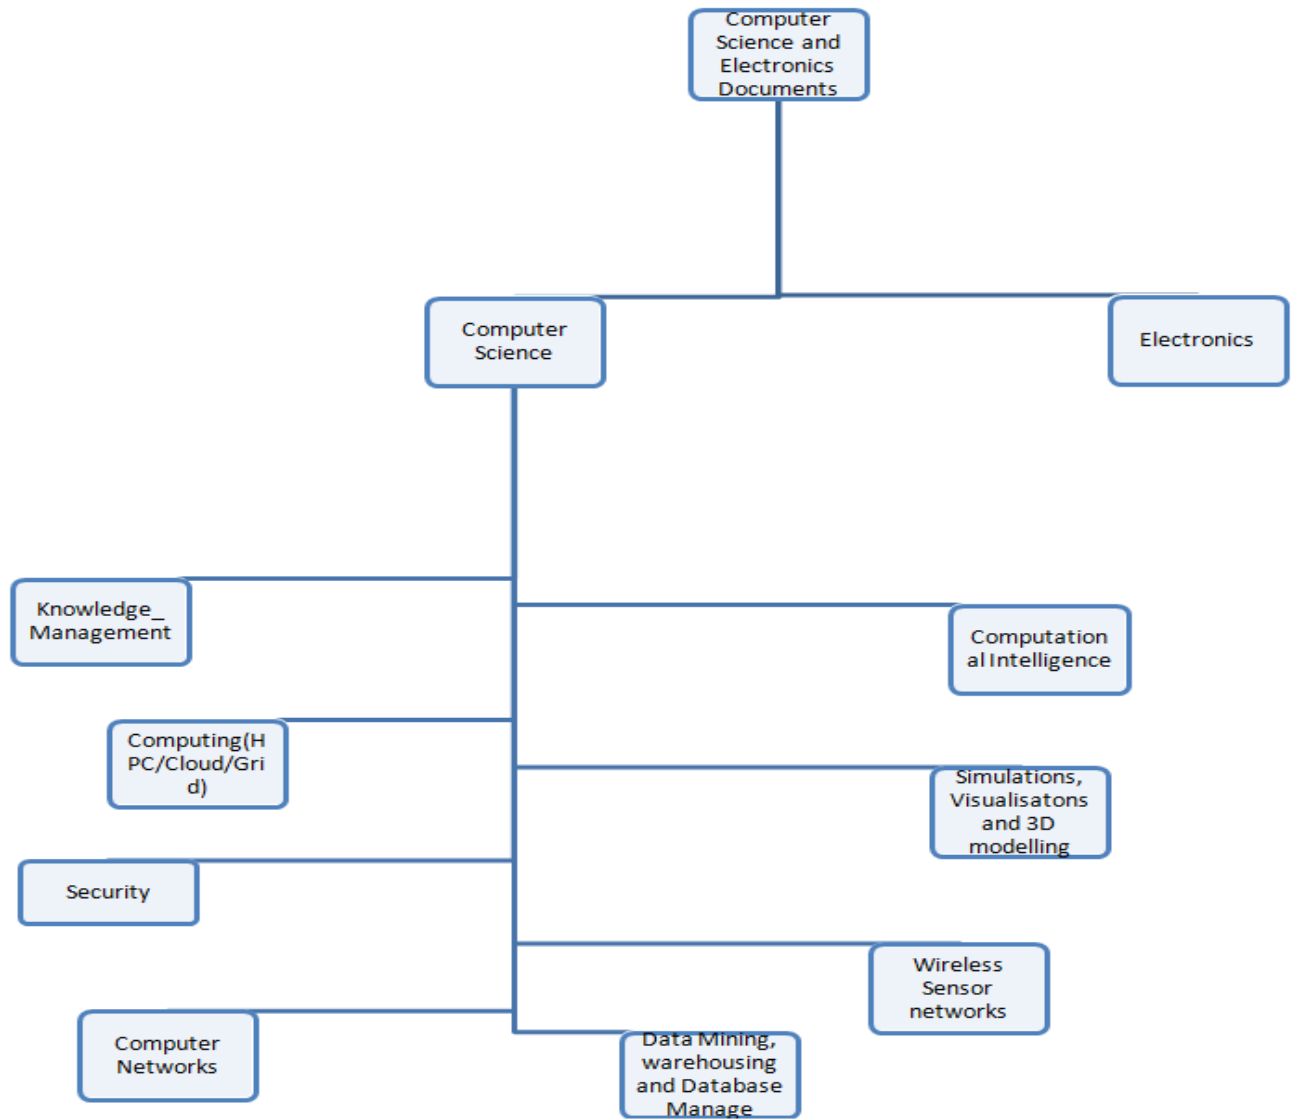 Computer
Science and
Electronics
Documents
Computer
Science
Electronics
Knowledge_
Management
Computation
al Intelligence
Computing(H
PC/Cloud/Gri
d)
Simulations,
Visualisatons
and 3D
modelling
Security
Wireless
Sensor
networks
Computer
Networks
Data Mining,
warehousing
and Database
Manage